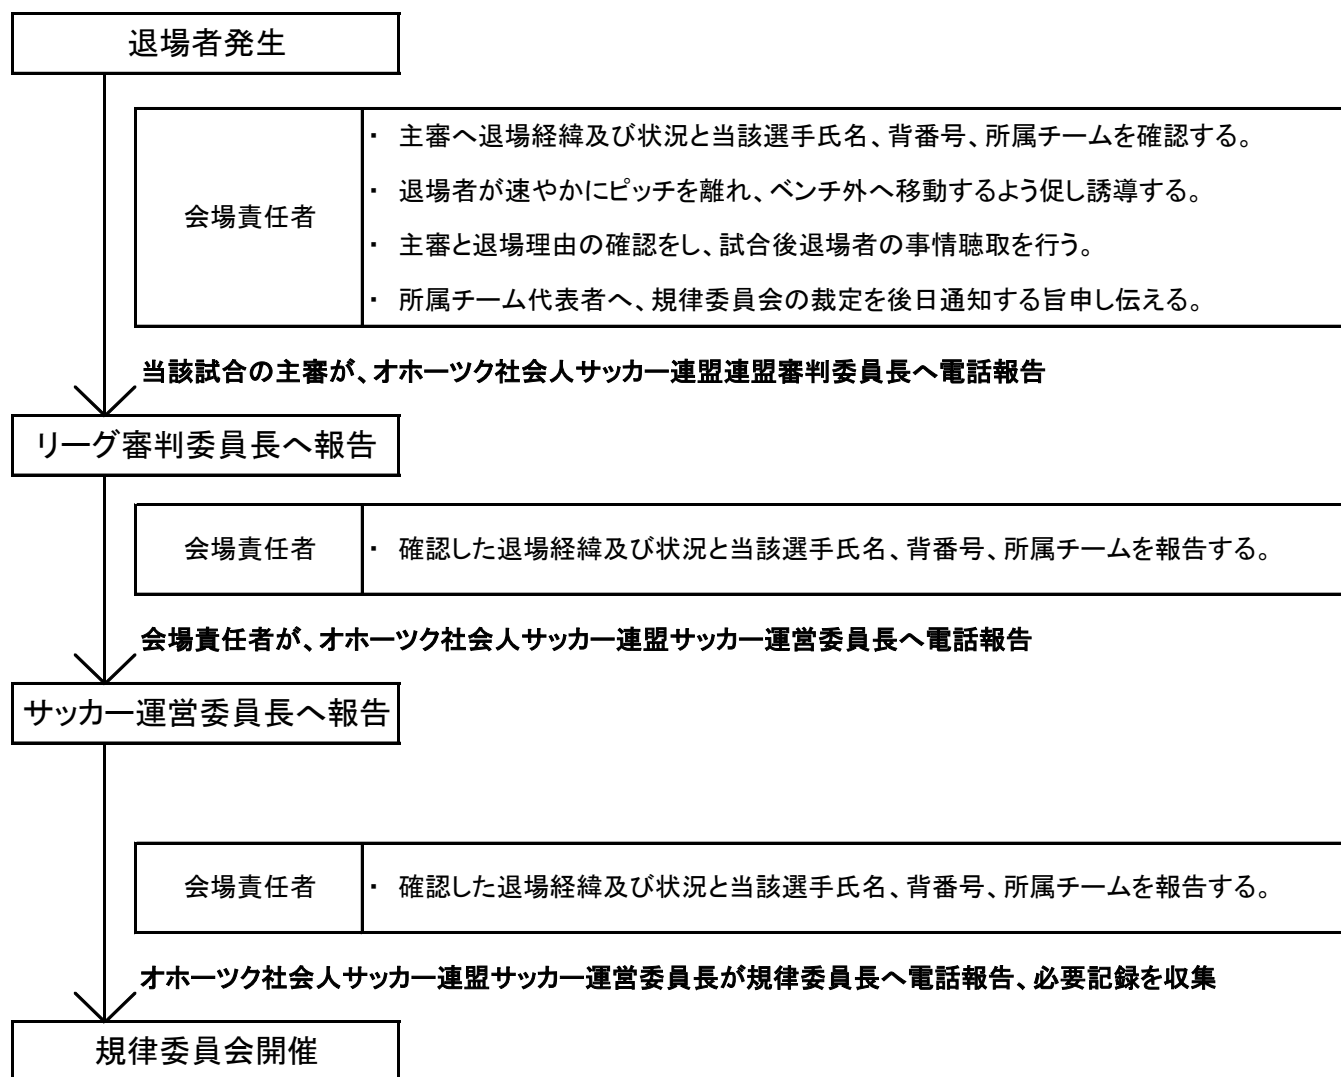 退場者発生
会場責任者
・ 主審へ退場経緯及び状況と当該選手氏名、背番号、所属チームを確認する。
・ 退場者が速やかにピッチを離れ、ベンチ外へ移動するよう促し誘導する。
・ 主審と退場理由の確認をし、試合後退場者の事情聴取を行う。
・ 所属チーム代表者へ、規律委員会の裁定を後日通知する旨申し伝える。
当該試合の主審が、オホーツク社会人サッカー連盟連盟審判委員長へ電話報告
リーグ審判委員長へ報告
会場責任者
・ 確認した退場経緯及び状況と当該選手氏名、背番号、所属チームを報告する。
会場責任者が、オホーツク社会人サッカー連盟サッカー運営委員長へ電話報告
サッカー運営委員長へ報告
会場責任者
・ 確認した退場経緯及び状況と当該選手氏名、背番号、所属チームを報告する。
オホーツク社会人サッカー連盟サッカー運営委員長が規律委員長へ電話報告、必要記録を収集
規律委員会開催